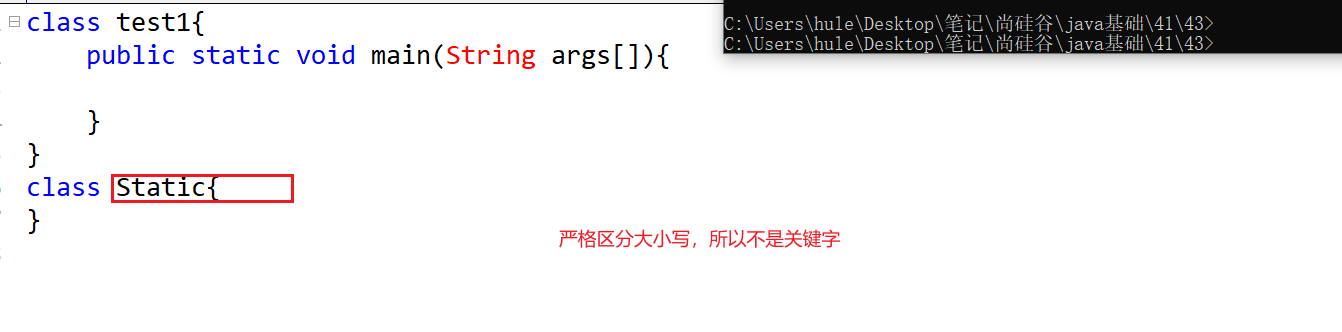 class test1{
public static void main(String args[]){
}
}
class Static{
}
C:\Users\hule\Desktop\笔记\尚硅谷\java基础\41\43>
C:\Users\hule\Desktop\笔记\尚硅谷\java基础\41\43>
严格区分大小写，所以不是关键字